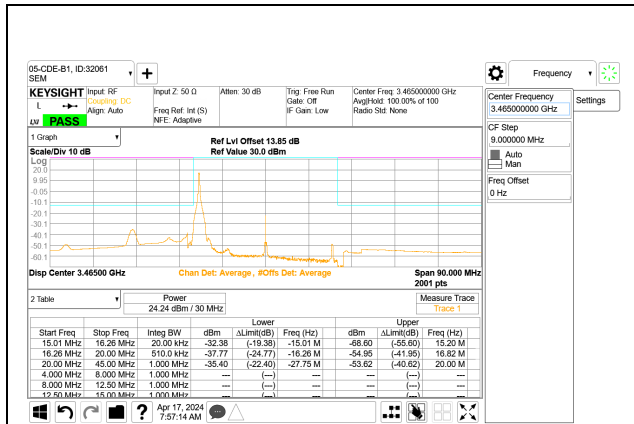 05-CDE-B1, ID:32061
SEM
Frequency
KEYSIGHT
L
LXI PASS
Input: RF
Coupling: DC
Align: Auto
Input Z: 50 Ω
Freq Ref: Int (S)
NFE: Adaptive
Atten: 30 dB
Trig: Free Run
Gate: Off
IF Gain: Low
Center Freq: 3.465000000 GHz
Avg|Hold: 100.00% of 100
Radio Std: None
Center Frequency
3.465000000 GHz
Settings
CF Step
9.000000 MHz
Auto
Man
Freq Offset
0 Hz
1 Graph
Scale/Div 10 dB
Ref Lvl Offset 13.85 dB
Ref Value 30.0 dBm
Log
20.0
9.95
-0.05
-10.1
-20.1
-30.1
-40.1
-50.1
-60.1
Disp Center 3.46500 GHz
Chan Det: Average, #Offs Det: Average
Span 90.000 MHz
2001 pts
2 Table
Power
24.24 dBm / 30 MHz
Measure Trace
Trace 1
Lower Upper
Start Freq Stop Freq Integ BW dBm ΔLimit(dB) Freq (Hz) dBm ΔLimit(dB) Freq (Hz)
15.01 MHz 16.26 MHz 20.00 kHz -32.38 (-19.38) -15.01 M -68.60 (-55.60) 15.20 M
16.26 MHz 20.00 MHz 510.0 kHz -37.77 (-24.77) -16.26 M -54.95 (-41.95) 16.82 M
20.00 MHz 45.00 MHz 1.000 MHz -35.40 (-22.40) -27.75 M -53.62 (-40.62) 20.00 M
4.000 MHz 8.000 MHz 1.000 MHz --- (---) --- (---)
8.000 MHz 12.50 MHz 1.000 MHz --- (---) --- (---)
12.50 MHz 15.00 MHz 1.000 MHz --- (---) --- (---)
Apr 17, 2024
7:57:14 AM